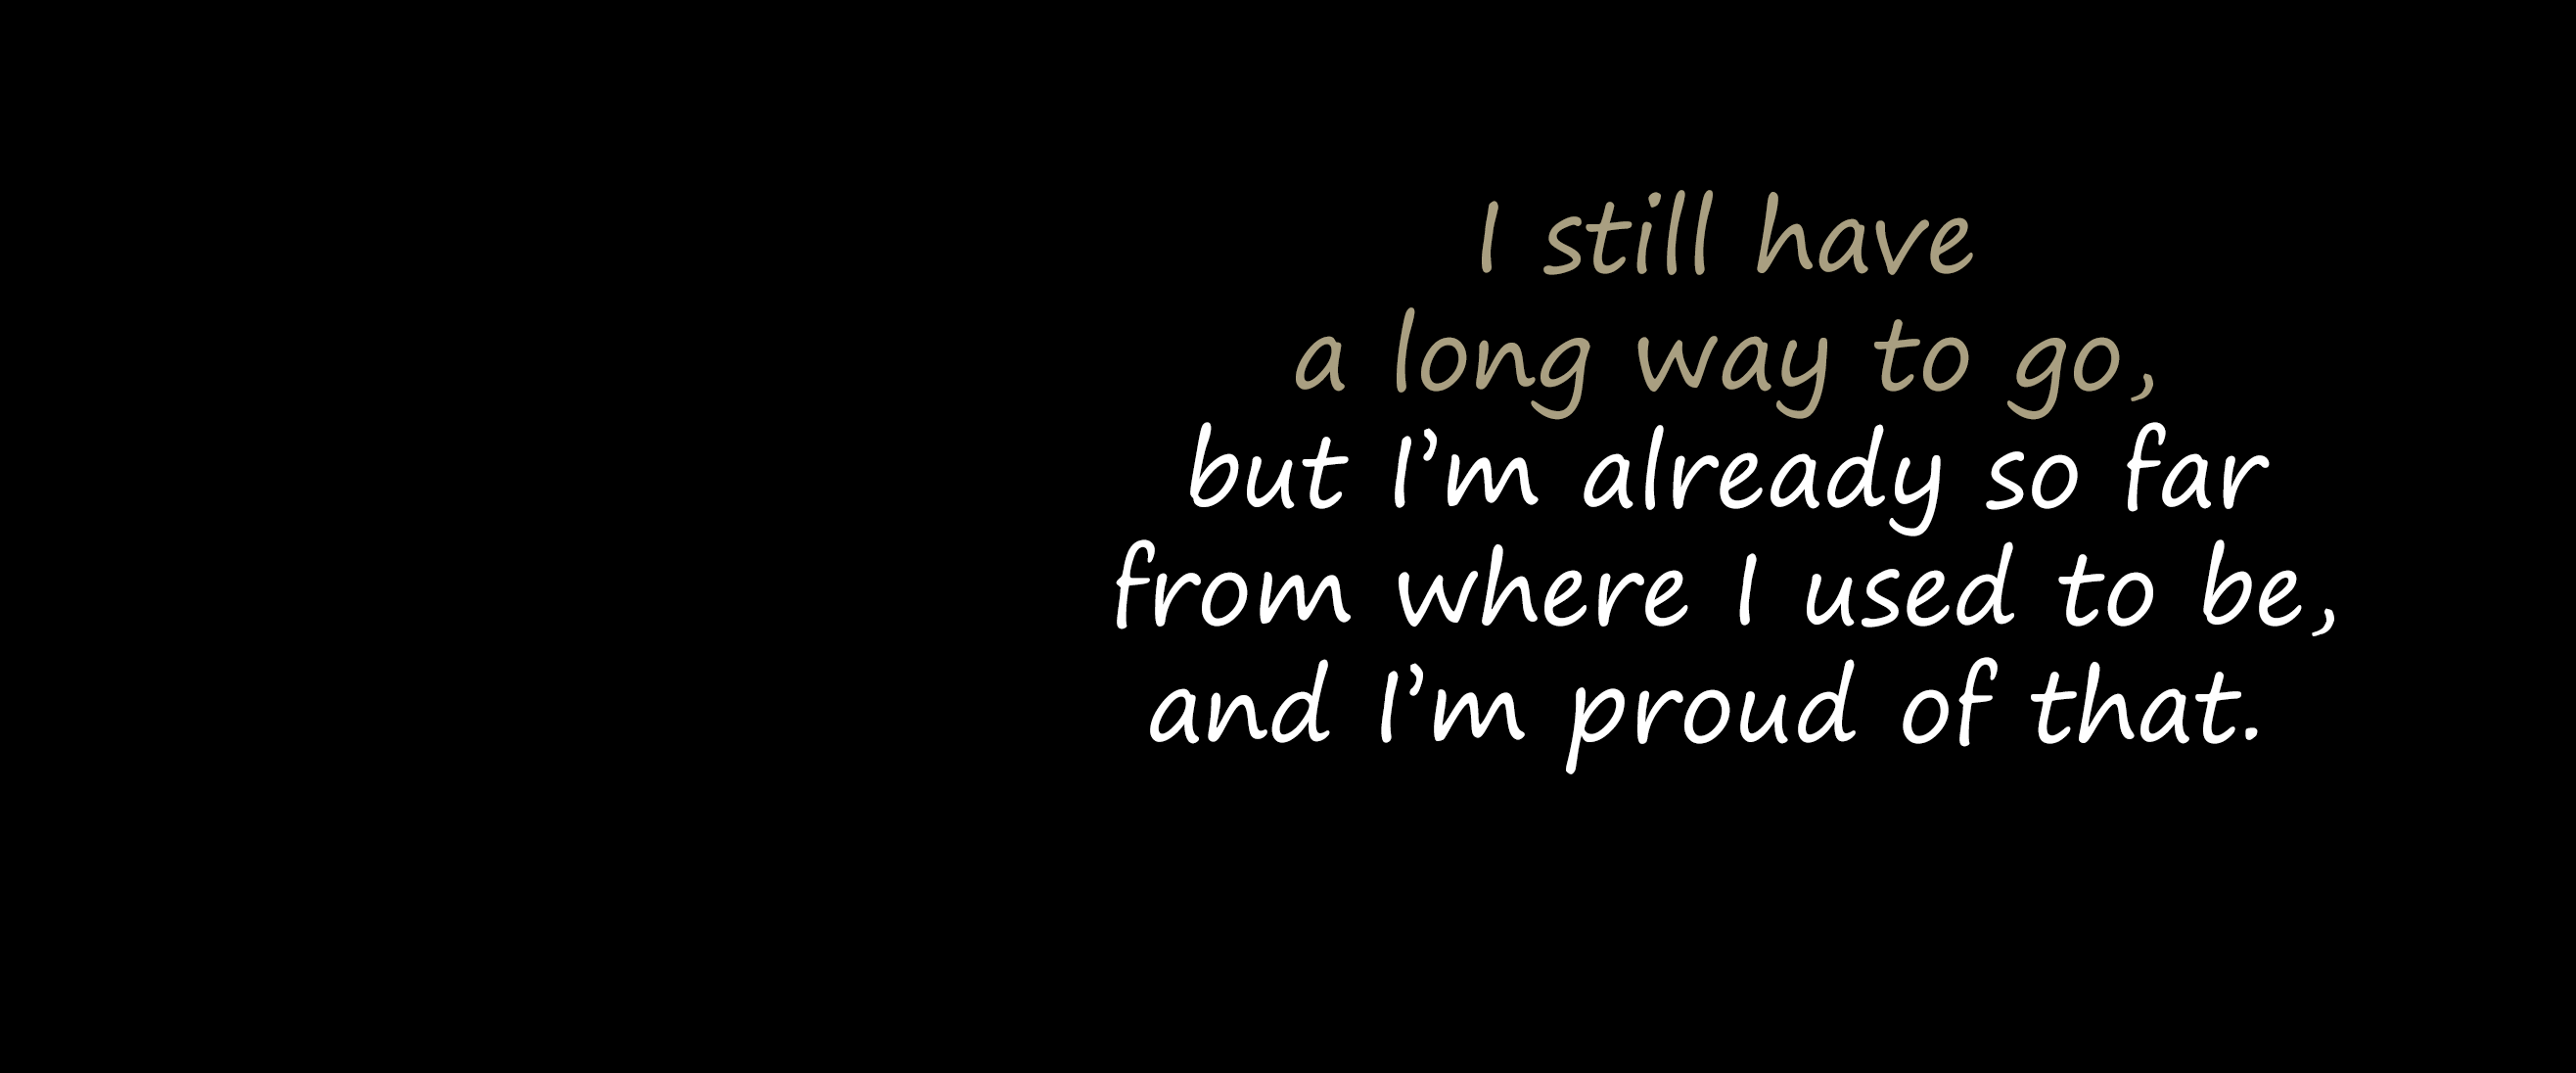 I still have
a long way to go,
but I’m already so far
from where I used to be,
and I’m proud of that.